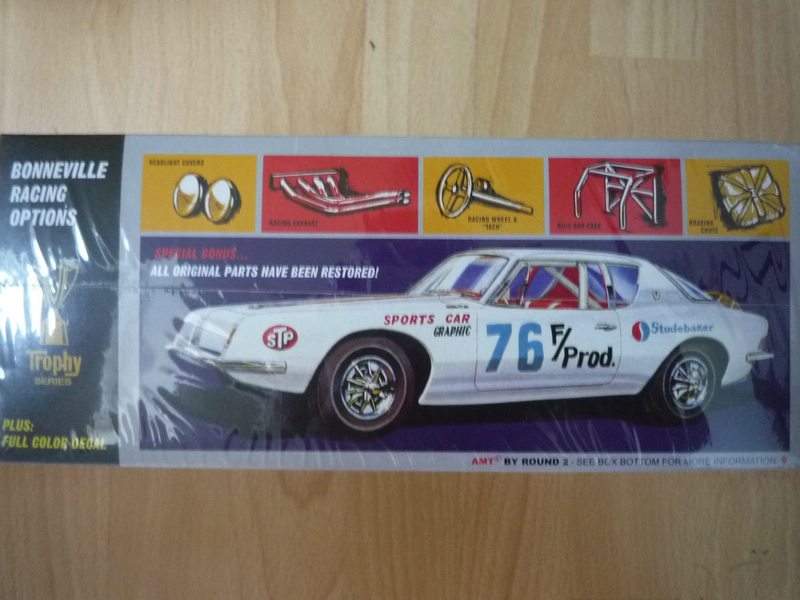 BONNEVILLE
RACING
OPTIONS
HEADLIGHT COVERS
RACING EXHAUST
RACING WHEEL &
"TACH"
ROLL BAR CAGE
BRAKING
CHUTE
SPECIAL BONUS...
ALL ORIGINAL PARTS HAVE BEEN RESTORED!
STP
SPORTS CAR
GRAPHIC
76 F/Prod.
Studebaker
Trophy
SERIES
PLUS:
FULL COLOR DECAL
AMT® BY ROUND 2 - SEE BOX BOTTOM FOR MORE INFORMATION